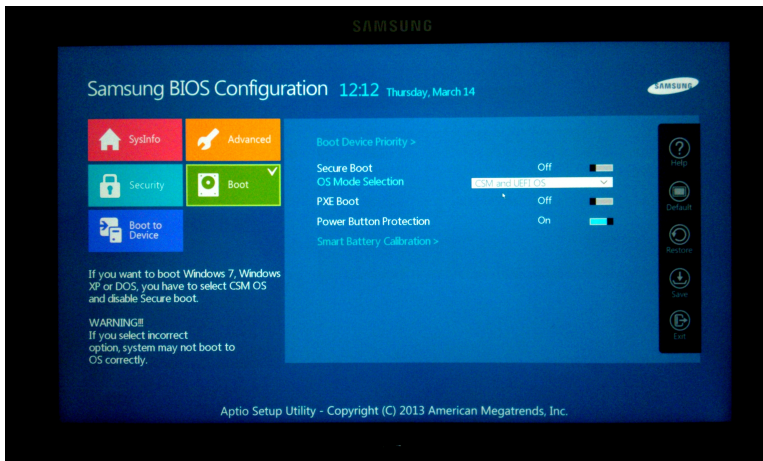 SAMSUNG
Samsung BIOS Configuration 12:12 Thursday, March 14
SAMSUNG
SysInfo
Advanced
Security
Boot
Boot to
Device
If you want to boot Windows 7, Windows
XP or DOS, you have to select CSM OS
and disable Secure boot.
WARNING!!!
If you select incorrect
option, system may not boot to
OS correctly.
Boot Device Priority >
Secure Boot Off
OS Mode Selection CSM and UEFI OS
PXE Boot Off
Power Button Protection On
Smart Battery Calibration >
Help
Default
Restore
Save
Exit
Aptio Setup Utility - Copyright (C) 2013 American Megatrends, Inc.